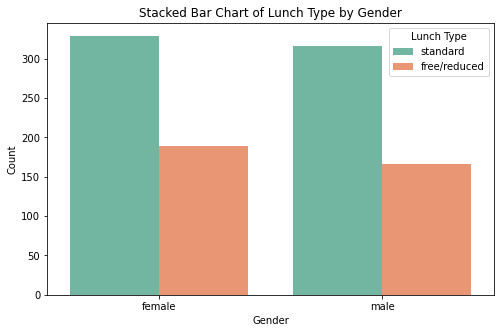 Stacked Bar Chart of Lunch Type by Gender
Lunch Type
standard
free/reduced
300
250
200
150
100
50
0
Count
female
male
Gender